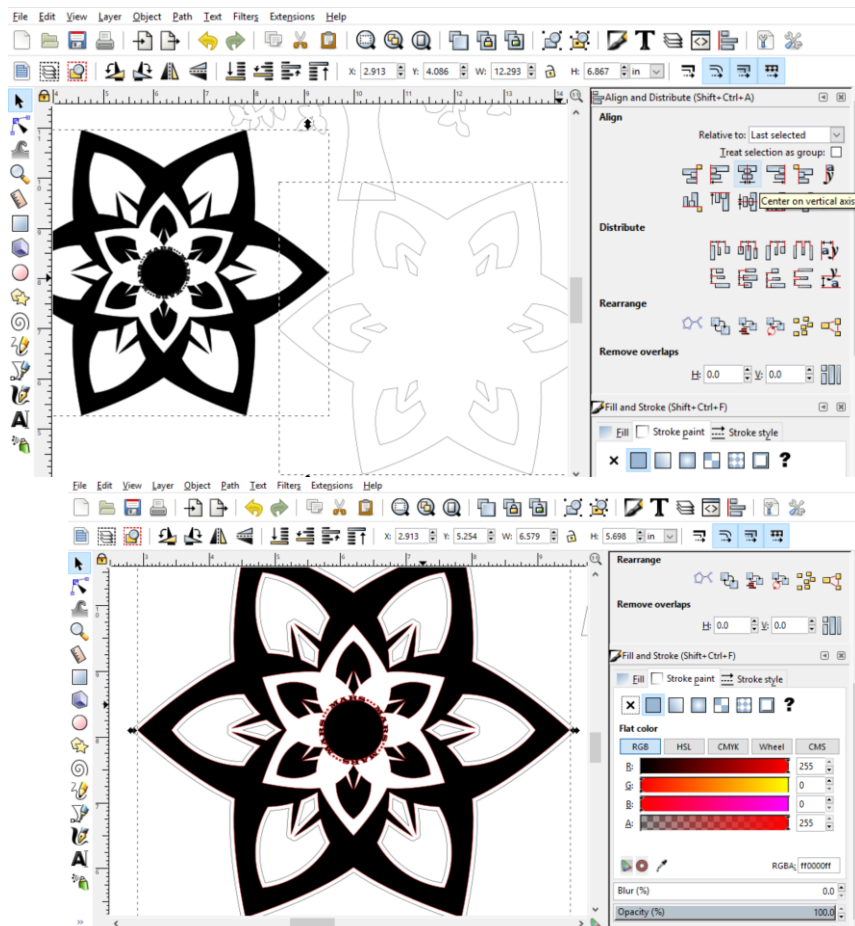 File Edit View Layer Object Path Text Filters Extensions Help
X: 2.913 Y: 4.086 W: 12.293 H: 6.867 in
Align and Distribute (Shift+Ctrl+A)
Align
Relative to: Last selected
Treat selection as group:
Center on vertical axis
Distribute
Rearrange
Remove overlaps
H: 0.0 V: 0.0
Fill and Stroke (Shift+Ctrl+F)
Fill Stroke paint Stroke style
File Edit View Layer Object Path Text Filters Extensions Help
X: 2.913 Y: 5.254 W: 6.579 H: 5.698 in
Rearrange
Remove overlaps
H: 0.0 V: 0.0
Fill and Stroke (Shift+Ctrl+F)
Fill Stroke paint Stroke style
Flat color
RGB HSL CMYK Wheel CMS
R: 255
G: 0
B: 0
A: 255
RGBA: ff0000ff
Blur (%) 0.0
Opacity (%) 100.0